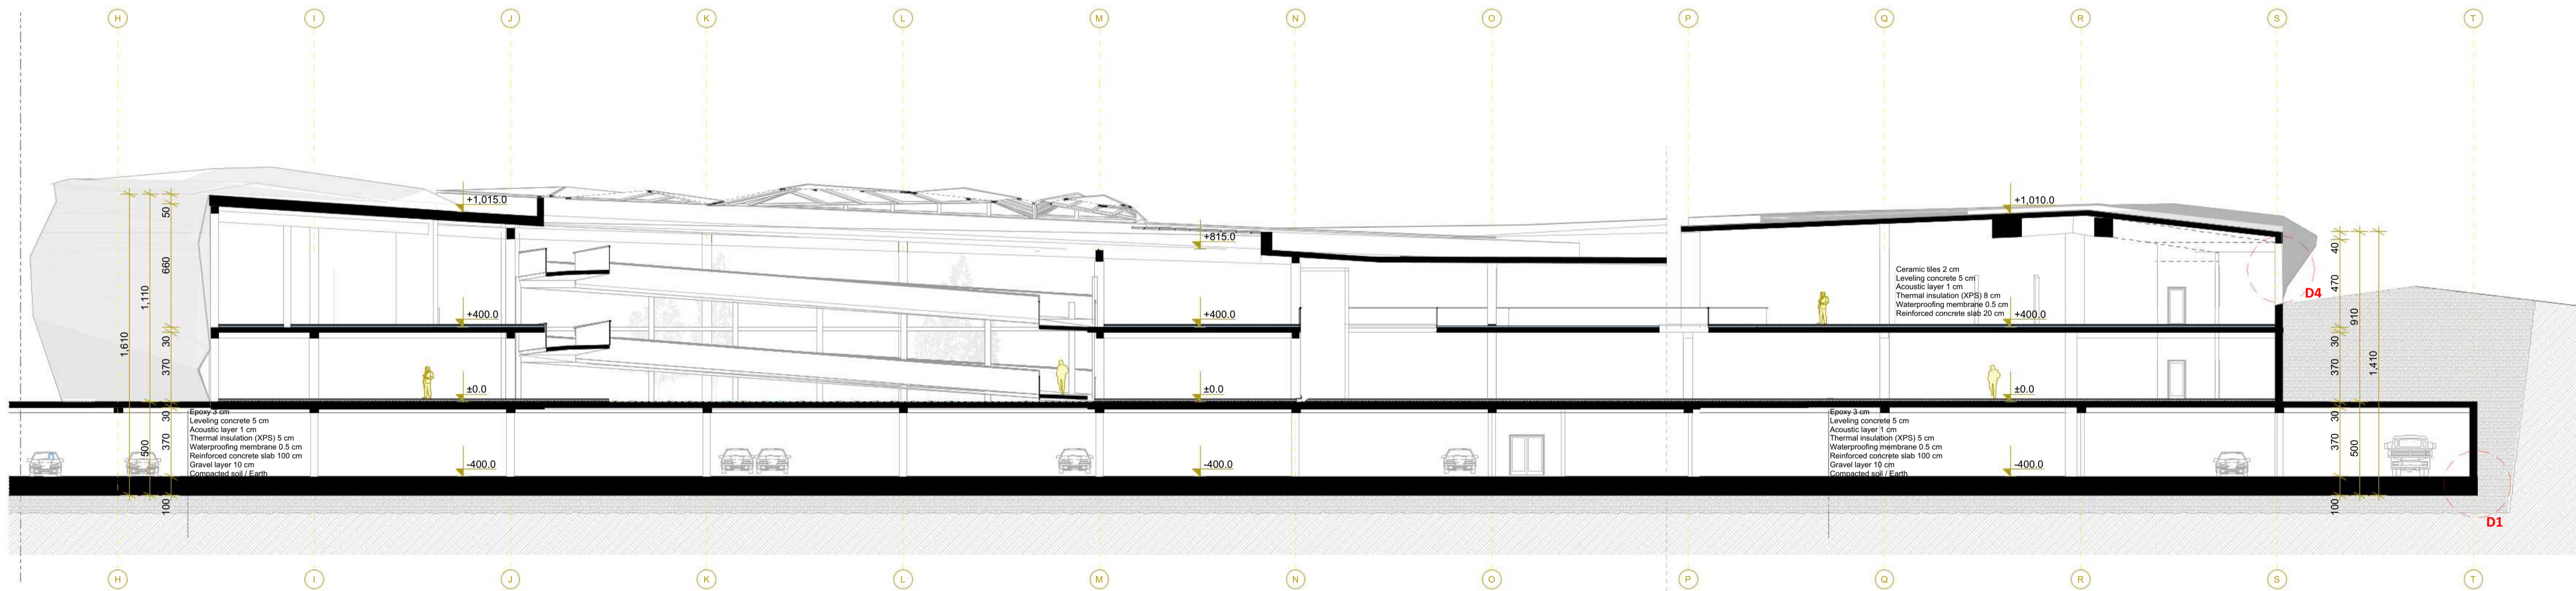 H I J K L M N O P Q R S T
+1,015.0
+1,010.0
+815.0
50
660
1,110
1,610
30
370
30
370
500
100
40
470
910
30
370
1,410
30
370
500
100
Ceramic tiles 2 cm
Leveling concrete 5 cm
Acoustic layer 1 cm
Thermal insulation (XPS) 8 cm
Waterproofing membrane 0.5 cm
Reinforced concrete slab 20 cm
D4
+400.0
+400.0
+400.0
±0.0
±0.0
±0.0
Epoxy 3 cm
Leveling concrete 5 cm
Acoustic layer 1 cm
Thermal insulation (XPS) 5 cm
Waterproofing membrane 0.5 cm
Reinforced concrete slab 100 cm
Gravel layer 10 cm
Compacted soil / Earth
Epoxy 3 cm
Leveling concrete 5 cm
Acoustic layer 1 cm
Thermal insulation (XPS) 5 cm
Waterproofing membrane 0.5 cm
Reinforced concrete slab 100 cm
Gravel layer 10 cm
Compacted soil / Earth
-400.0
-400.0
-400.0
D1
H I J K L M N O P Q R S T